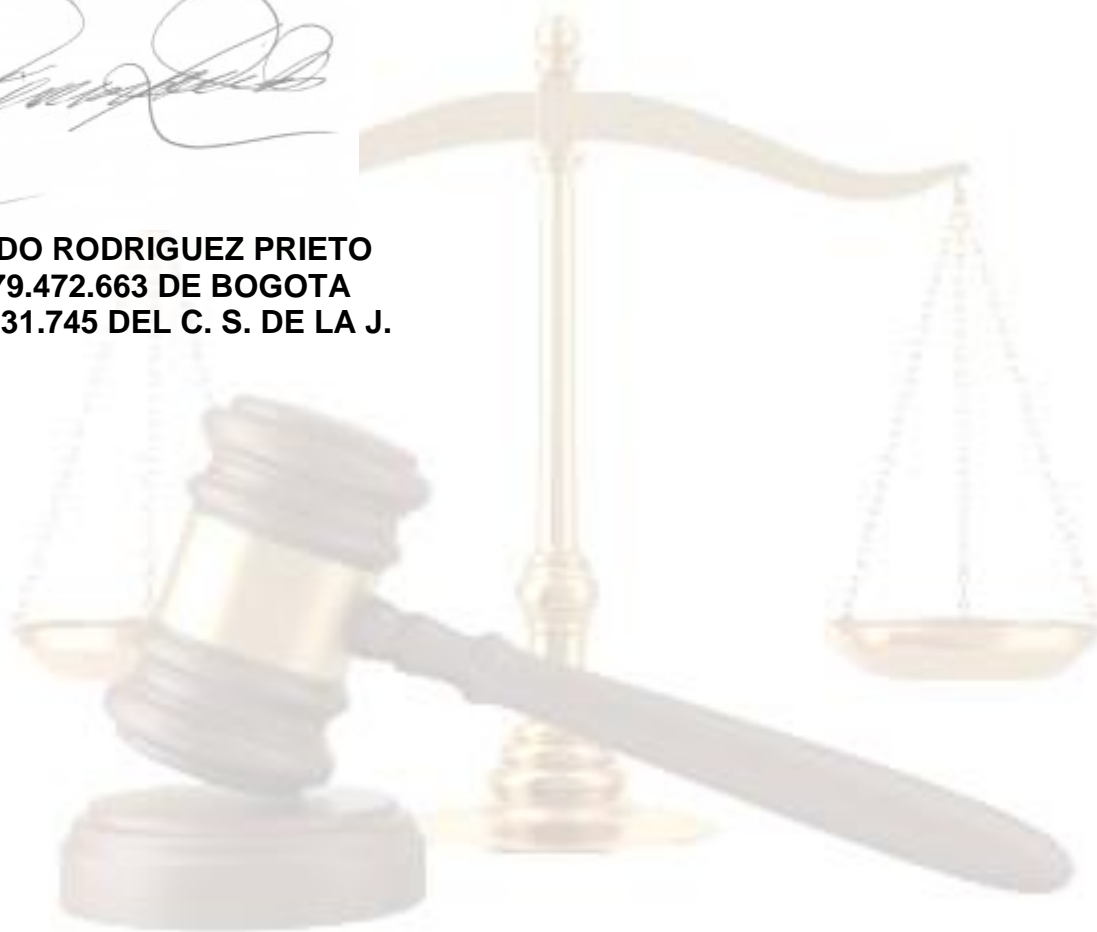 DO RODRIGUEZ PRIETO
79.472.663 DE BOGOTA
31.745 DEL C. S. DE LA J.